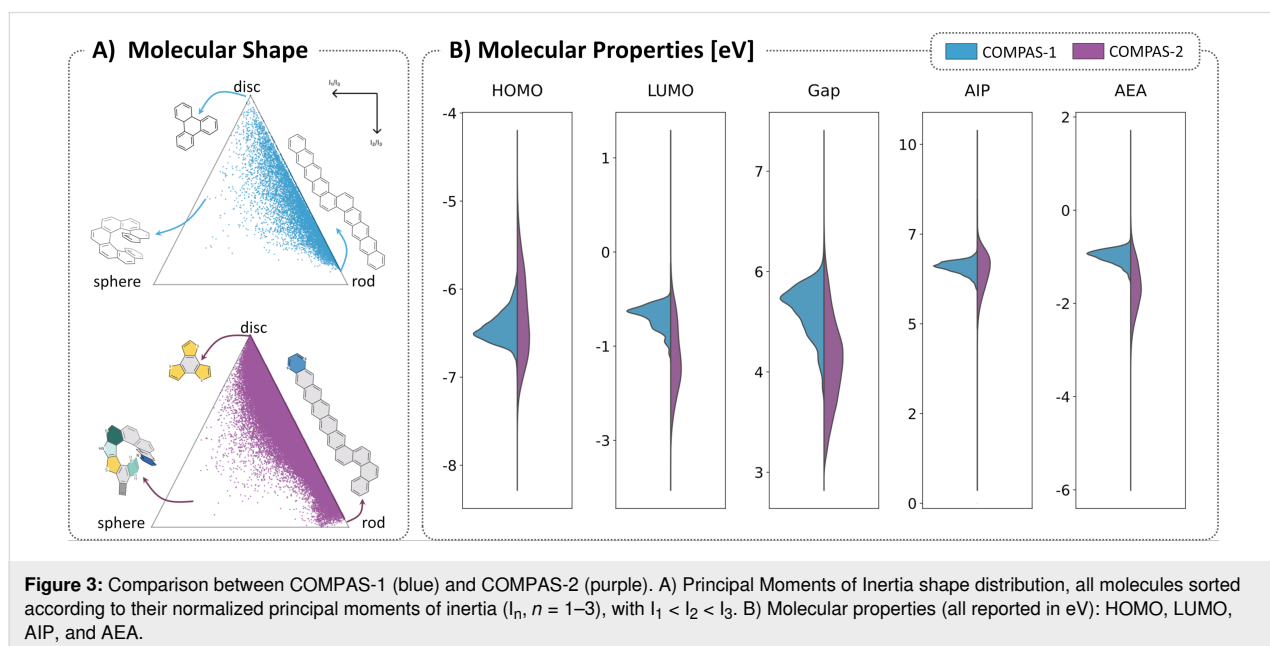 A) Molecular Shape
disc
I₁/I₃
I₂/I₃
sphere
rod
disc
sphere
rod
B) Molecular Properties [eV]
COMPAS-1
COMPAS-2
HOMO
-4
-5
-6
-7
-8
LUMO
1
0
-1
-3
Gap
7
6
4
3
AIP
10
7
5
2
0
AEA
2
0
-2
-4
-6
Figure 3: Comparison between COMPAS-1 (blue) and COMPAS-2 (purple). A) Principal Moments of Inertia shape distribution, all molecules sorted
according to their normalized principal moments of inertia (Iₙ, n = 1–3), with I₁ < I₂ < I₃. B) Molecular properties (all reported in eV): HOMO, LUMO,
AIP, and AEA.